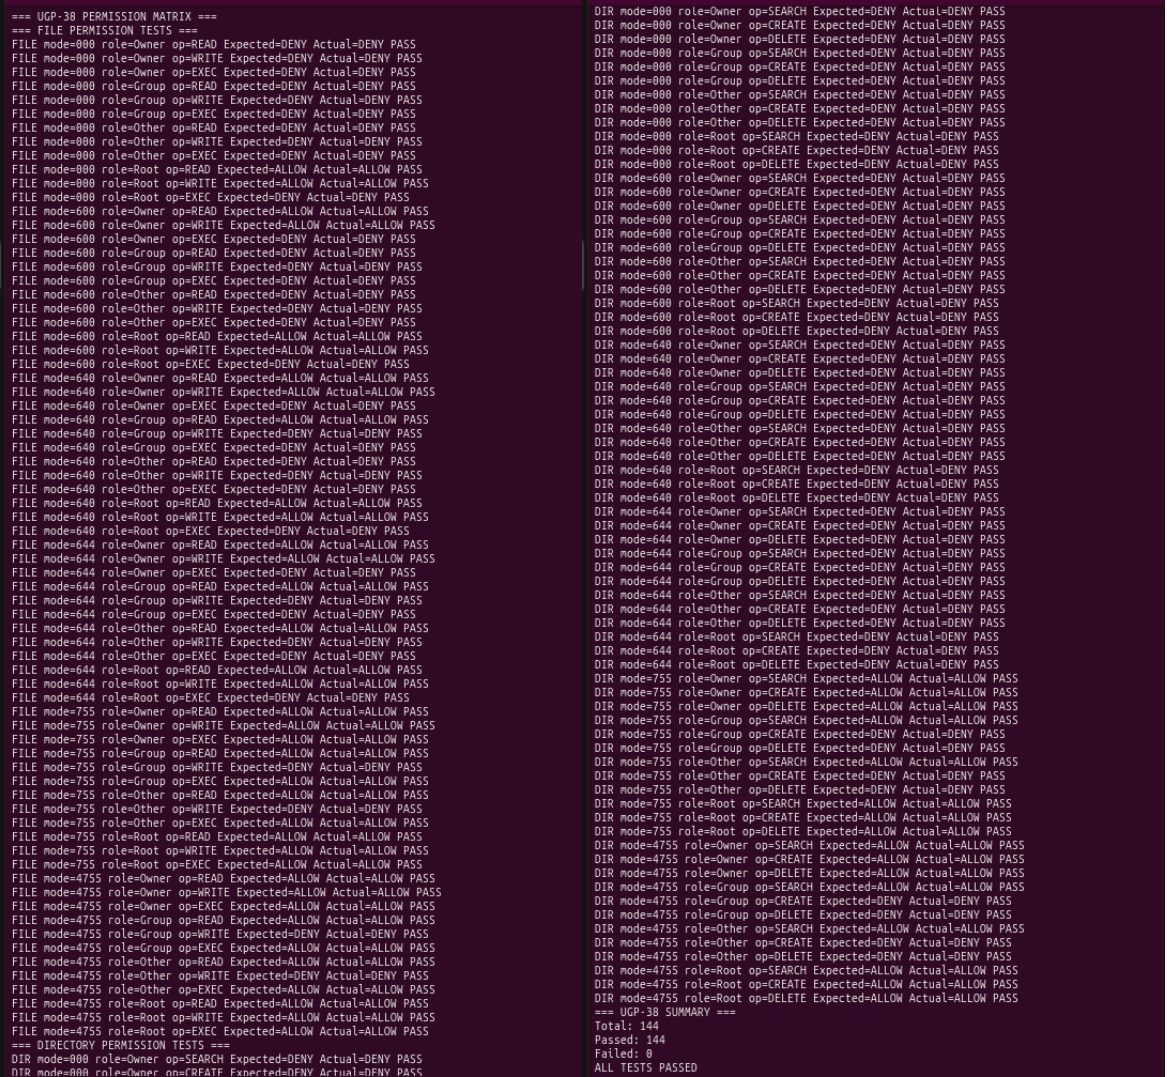 === UGP-38 PERMISSION MATRIX ===
=== FILE PERMISSION TESTS ===
FILE mode=000 role=Owner op=READ Expected=DENY Actual=DENY PASS
FILE mode=000 role=Owner op=WRITE Expected=DENY Actual=DENY PASS
FILE mode=000 role=Owner op=EXEC Expected=DENY Actual=DENY PASS
FILE mode=000 role=Group op=READ Expected=DENY Actual=DENY PASS
FILE mode=000 role=Group op=WRITE Expected=DENY Actual=DENY PASS
FILE mode=000 role=Group op=EXEC Expected=DENY Actual=DENY PASS
FILE mode=000 role=Other op=READ Expected=DENY Actual=DENY PASS
FILE mode=000 role=Other op=WRITE Expected=DENY Actual=DENY PASS
FILE mode=000 role=Other op=EXEC Expected=DENY Actual=DENY PASS
FILE mode=000 role=Root op=READ Expected=ALLOW Actual=ALLOW PASS
FILE mode=000 role=Root op=WRITE Expected=ALLOW Actual=ALLOW PASS
FILE mode=000 role=Root op=EXEC Expected=DENY Actual=DENY PASS
FILE mode=600 role=Owner op=READ Expected=ALLOW Actual=ALLOW PASS
FILE mode=600 role=Owner op=WRITE Expected=ALLOW Actual=ALLOW PASS
FILE mode=600 role=Owner op=EXEC Expected=DENY Actual=DENY PASS
FILE mode=600 role=Group op=READ Expected=DENY Actual=DENY PASS
FILE mode=600 role=Group op=WRITE Expected=DENY Actual=DENY PASS
FILE mode=600 role=Group op=EXEC Expected=DENY Actual=DENY PASS
FILE mode=600 role=Other op=READ Expected=DENY Actual=DENY PASS
FILE mode=600 role=Other op=WRITE Expected=DENY Actual=DENY PASS
FILE mode=600 role=Other op=EXEC Expected=DENY Actual=DENY PASS
FILE mode=600 role=Root op=READ Expected=ALLOW Actual=ALLOW PASS
FILE mode=600 role=Root op=WRITE Expected=ALLOW Actual=ALLOW PASS
FILE mode=600 role=Root op=EXEC Expected=DENY Actual=DENY PASS
FILE mode=640 role=Owner op=READ Expected=ALLOW Actual=ALLOW PASS
FILE mode=640 role=Owner op=WRITE Expected=ALLOW Actual=ALLOW PASS
FILE mode=640 role=Owner op=EXEC Expected=DENY Actual=DENY PASS
FILE mode=640 role=Group op=READ Expected=ALLOW Actual=ALLOW PASS
FILE mode=640 role=Group op=WRITE Expected=DENY Actual=DENY PASS
FILE mode=640 role=Group op=EXEC Expected=DENY Actual=DENY PASS
FILE mode=640 role=Other op=READ Expected=DENY Actual=DENY PASS
FILE mode=640 role=Other op=WRITE Expected=DENY Actual=DENY PASS
FILE mode=640 role=Other op=EXEC Expected=DENY Actual=DENY PASS
FILE mode=640 role=Root op=READ Expected=ALLOW Actual=ALLOW PASS
FILE mode=640 role=Root op=WRITE Expected=ALLOW Actual=ALLOW PASS
FILE mode=640 role=Root op=EXEC Expected=DENY Actual=DENY PASS
FILE mode=644 role=Owner op=READ Expected=ALLOW Actual=ALLOW PASS
FILE mode=644 role=Owner op=WRITE Expected=ALLOW Actual=ALLOW PASS
FILE mode=644 role=Owner op=EXEC Expected=DENY Actual=DENY PASS
FILE mode=644 role=Group op=READ Expected=ALLOW Actual=ALLOW PASS
FILE mode=644 role=Group op=WRITE Expected=DENY Actual=DENY PASS
FILE mode=644 role=Group op=EXEC Expected=DENY Actual=DENY PASS
FILE mode=644 role=Other op=READ Expected=ALLOW Actual=ALLOW PASS
FILE mode=644 role=Other op=WRITE Expected=DENY Actual=DENY PASS
FILE mode=644 role=Other op=EXEC Expected=DENY Actual=DENY PASS
FILE mode=644 role=Root op=READ Expected=ALLOW Actual=ALLOW PASS
FILE mode=644 role=Root op=WRITE Expected=ALLOW Actual=ALLOW PASS
FILE mode=644 role=Root op=EXEC Expected=DENY Actual=DENY PASS
FILE mode=755 role=Owner op=READ Expected=ALLOW Actual=ALLOW PASS
FILE mode=755 role=Owner op=WRITE Expected=ALLOW Actual=ALLOW PASS
FILE mode=755 role=Owner op=EXEC Expected=ALLOW Actual=ALLOW PASS
FILE mode=755 role=Group op=READ Expected=ALLOW Actual=ALLOW PASS
FILE mode=755 role=Group op=WRITE Expected=DENY Actual=DENY PASS
FILE mode=755 role=Group op=EXEC Expected=ALLOW Actual=ALLOW PASS
FILE mode=755 role=Other op=READ Expected=ALLOW Actual=ALLOW PASS
FILE mode=755 role=Other op=WRITE Expected=DENY Actual=DENY PASS
FILE mode=755 role=Other op=EXEC Expected=ALLOW Actual=ALLOW PASS
FILE mode=755 role=Root op=READ Expected=ALLOW Actual=ALLOW PASS
FILE mode=755 role=Root op=WRITE Expected=ALLOW Actual=ALLOW PASS
FILE mode=755 role=Root op=EXEC Expected=ALLOW Actual=ALLOW PASS
FILE mode=4755 role=Owner op=READ Expected=ALLOW Actual=ALLOW PASS
FILE mode=4755 role=Owner op=WRITE Expected=ALLOW Actual=ALLOW PASS
FILE mode=4755 role=Owner op=EXEC Expected=ALLOW Actual=ALLOW PASS
FILE mode=4755 role=Group op=READ Expected=ALLOW Actual=ALLOW PASS
FILE mode=4755 role=Group op=WRITE Expected=DENY Actual=DENY PASS
FILE mode=4755 role=Group op=EXEC Expected=ALLOW Actual=ALLOW PASS
FILE mode=4755 role=Other op=READ Expected=ALLOW Actual=ALLOW PASS
FILE mode=4755 role=Other op=WRITE Expected=DENY Actual=DENY PASS
FILE mode=4755 role=Other op=EXEC Expected=ALLOW Actual=ALLOW PASS
FILE mode=4755 role=Root op=READ Expected=ALLOW Actual=ALLOW PASS
FILE mode=4755 role=Root op=WRITE Expected=ALLOW Actual=ALLOW PASS
FILE mode=4755 role=Root op=EXEC Expected=ALLOW Actual=ALLOW PASS
=== DIRECTORY PERMISSION TESTS ===
DIR mode=000 role=Owner op=SEARCH Expected=DENY Actual=DENY PASS
DIR mode=000 role=Owner op=CREATE Expected=DENY Actual=DENY PASS
DIR mode=000 role=Owner op=SEARCH Expected=DENY Actual=DENY PASS
DIR mode=000 role=Owner op=CREATE Expected=DENY Actual=DENY PASS
DIR mode=000 role=Owner op=DELETE Expected=DENY Actual=DENY PASS
DIR mode=000 role=Group op=SEARCH Expected=DENY Actual=DENY PASS
DIR mode=000 role=Group op=CREATE Expected=DENY Actual=DENY PASS
DIR mode=000 role=Group op=DELETE Expected=DENY Actual=DENY PASS
DIR mode=000 role=Other op=SEARCH Expected=DENY Actual=DENY PASS
DIR mode=000 role=Other op=CREATE Expected=DENY Actual=DENY PASS
DIR mode=000 role=Other op=DELETE Expected=DENY Actual=DENY PASS
DIR mode=000 role=Root op=SEARCH Expected=DENY Actual=DENY PASS
DIR mode=000 role=Root op=CREATE Expected=DENY Actual=DENY PASS
DIR mode=000 role=Root op=DELETE Expected=DENY Actual=DENY PASS
DIR mode=600 role=Owner op=SEARCH Expected=DENY Actual=DENY PASS
DIR mode=600 role=Owner op=CREATE Expected=DENY Actual=DENY PASS
DIR mode=600 role=Owner op=DELETE Expected=DENY Actual=DENY PASS
DIR mode=600 role=Group op=SEARCH Expected=DENY Actual=DENY PASS
DIR mode=600 role=Group op=CREATE Expected=DENY Actual=DENY PASS
DIR mode=600 role=Group op=DELETE Expected=DENY Actual=DENY PASS
DIR mode=600 role=Other op=SEARCH Expected=DENY Actual=DENY PASS
DIR mode=600 role=Other op=CREATE Expected=DENY Actual=DENY PASS
DIR mode=600 role=Other op=DELETE Expected=DENY Actual=DENY PASS
DIR mode=600 role=Root op=SEARCH Expected=DENY Actual=DENY PASS
DIR mode=600 role=Root op=CREATE Expected=DENY Actual=DENY PASS
DIR mode=600 role=Root op=DELETE Expected=DENY Actual=DENY PASS
DIR mode=640 role=Owner op=SEARCH Expected=DENY Actual=DENY PASS
DIR mode=640 role=Owner op=CREATE Expected=DENY Actual=DENY PASS
DIR mode=640 role=Owner op=DELETE Expected=DENY Actual=DENY PASS
DIR mode=640 role=Group op=SEARCH Expected=DENY Actual=DENY PASS
DIR mode=640 role=Group op=CREATE Expected=DENY Actual=DENY PASS
DIR mode=640 role=Group op=DELETE Expected=DENY Actual=DENY PASS
DIR mode=640 role=Other op=SEARCH Expected=DENY Actual=DENY PASS
DIR mode=640 role=Other op=CREATE Expected=DENY Actual=DENY PASS
DIR mode=640 role=Other op=DELETE Expected=DENY Actual=DENY PASS
DIR mode=640 role=Root op=SEARCH Expected=DENY Actual=DENY PASS
DIR mode=640 role=Root op=CREATE Expected=DENY Actual=DENY PASS
DIR mode=640 role=Root op=DELETE Expected=DENY Actual=DENY PASS
DIR mode=644 role=Owner op=SEARCH Expected=DENY Actual=DENY PASS
DIR mode=644 role=Owner op=CREATE Expected=DENY Actual=DENY PASS
DIR mode=644 role=Owner op=DELETE Expected=DENY Actual=DENY PASS
DIR mode=644 role=Group op=SEARCH Expected=DENY Actual=DENY PASS
DIR mode=644 role=Group op=CREATE Expected=DENY Actual=DENY PASS
DIR mode=644 role=Group op=DELETE Expected=DENY Actual=DENY PASS
DIR mode=644 role=Other op=SEARCH Expected=DENY Actual=DENY PASS
DIR mode=644 role=Other op=CREATE Expected=DENY Actual=DENY PASS
DIR mode=644 role=Other op=DELETE Expected=DENY Actual=DENY PASS
DIR mode=644 role=Root op=SEARCH Expected=DENY Actual=DENY PASS
DIR mode=644 role=Root op=CREATE Expected=DENY Actual=DENY PASS
DIR mode=644 role=Root op=DELETE Expected=DENY Actual=DENY PASS
DIR mode=755 role=Owner op=SEARCH Expected=ALLOW Actual=ALLOW PASS
DIR mode=755 role=Owner op=CREATE Expected=ALLOW Actual=ALLOW PASS
DIR mode=755 role=Owner op=DELETE Expected=ALLOW Actual=ALLOW PASS
DIR mode=755 role=Group op=SEARCH Expected=ALLOW Actual=ALLOW PASS
DIR mode=755 role=Group op=CREATE Expected=DENY Actual=DENY PASS
DIR mode=755 role=Group op=DELETE Expected=DENY Actual=DENY PASS
DIR mode=755 role=Other op=SEARCH Expected=ALLOW Actual=ALLOW PASS
DIR mode=755 role=Other op=CREATE Expected=DENY Actual=DENY PASS
DIR mode=755 role=Other op=DELETE Expected=DENY Actual=DENY PASS
DIR mode=755 role=Root op=SEARCH Expected=ALLOW Actual=ALLOW PASS
DIR mode=755 role=Root op=CREATE Expected=ALLOW Actual=ALLOW PASS
DIR mode=755 role=Root op=DELETE Expected=ALLOW Actual=ALLOW PASS
DIR mode=4755 role=Owner op=SEARCH Expected=ALLOW Actual=ALLOW PASS
DIR mode=4755 role=Owner op=CREATE Expected=ALLOW Actual=ALLOW PASS
DIR mode=4755 role=Owner op=DELETE Expected=ALLOW Actual=ALLOW PASS
DIR mode=4755 role=Group op=SEARCH Expected=ALLOW Actual=ALLOW PASS
DIR mode=4755 role=Group op=CREATE Expected=DENY Actual=DENY PASS
DIR mode=4755 role=Group op=DELETE Expected=DENY Actual=DENY PASS
DIR mode=4755 role=Other op=SEARCH Expected=ALLOW Actual=ALLOW PASS
DIR mode=4755 role=Other op=CREATE Expected=DENY Actual=DENY PASS
DIR mode=4755 role=Other op=DELETE Expected=DENY Actual=DENY PASS
DIR mode=4755 role=Root op=SEARCH Expected=ALLOW Actual=ALLOW PASS
DIR mode=4755 role=Root op=CREATE Expected=ALLOW Actual=ALLOW PASS
DIR mode=4755 role=Root op=DELETE Expected=ALLOW Actual=ALLOW PASS
=== UGP-38 SUMMARY ===
Total: 144
Passed: 144
Failed: 0
ALL TESTS PASSED